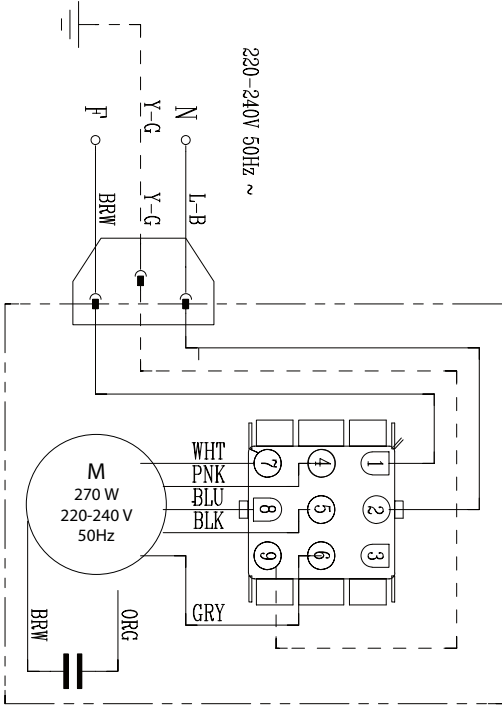 220-240V 50Hz ~
F
Y-G
N
BRW
Y-G
L-B
M
270 W
220-240 V
50Hz
WHT
PNK
BLU
BLK
GRY
7
4
1
8
5
2
9
6
3
BRW
ORG